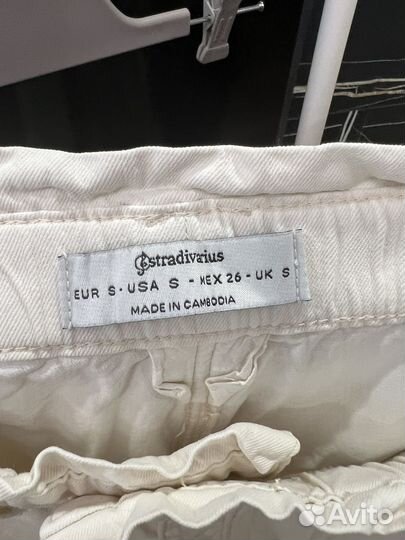 stradivarius
EUR S · USA S - MEX 26 - UK S
MADE IN CAMBODIA
Avito